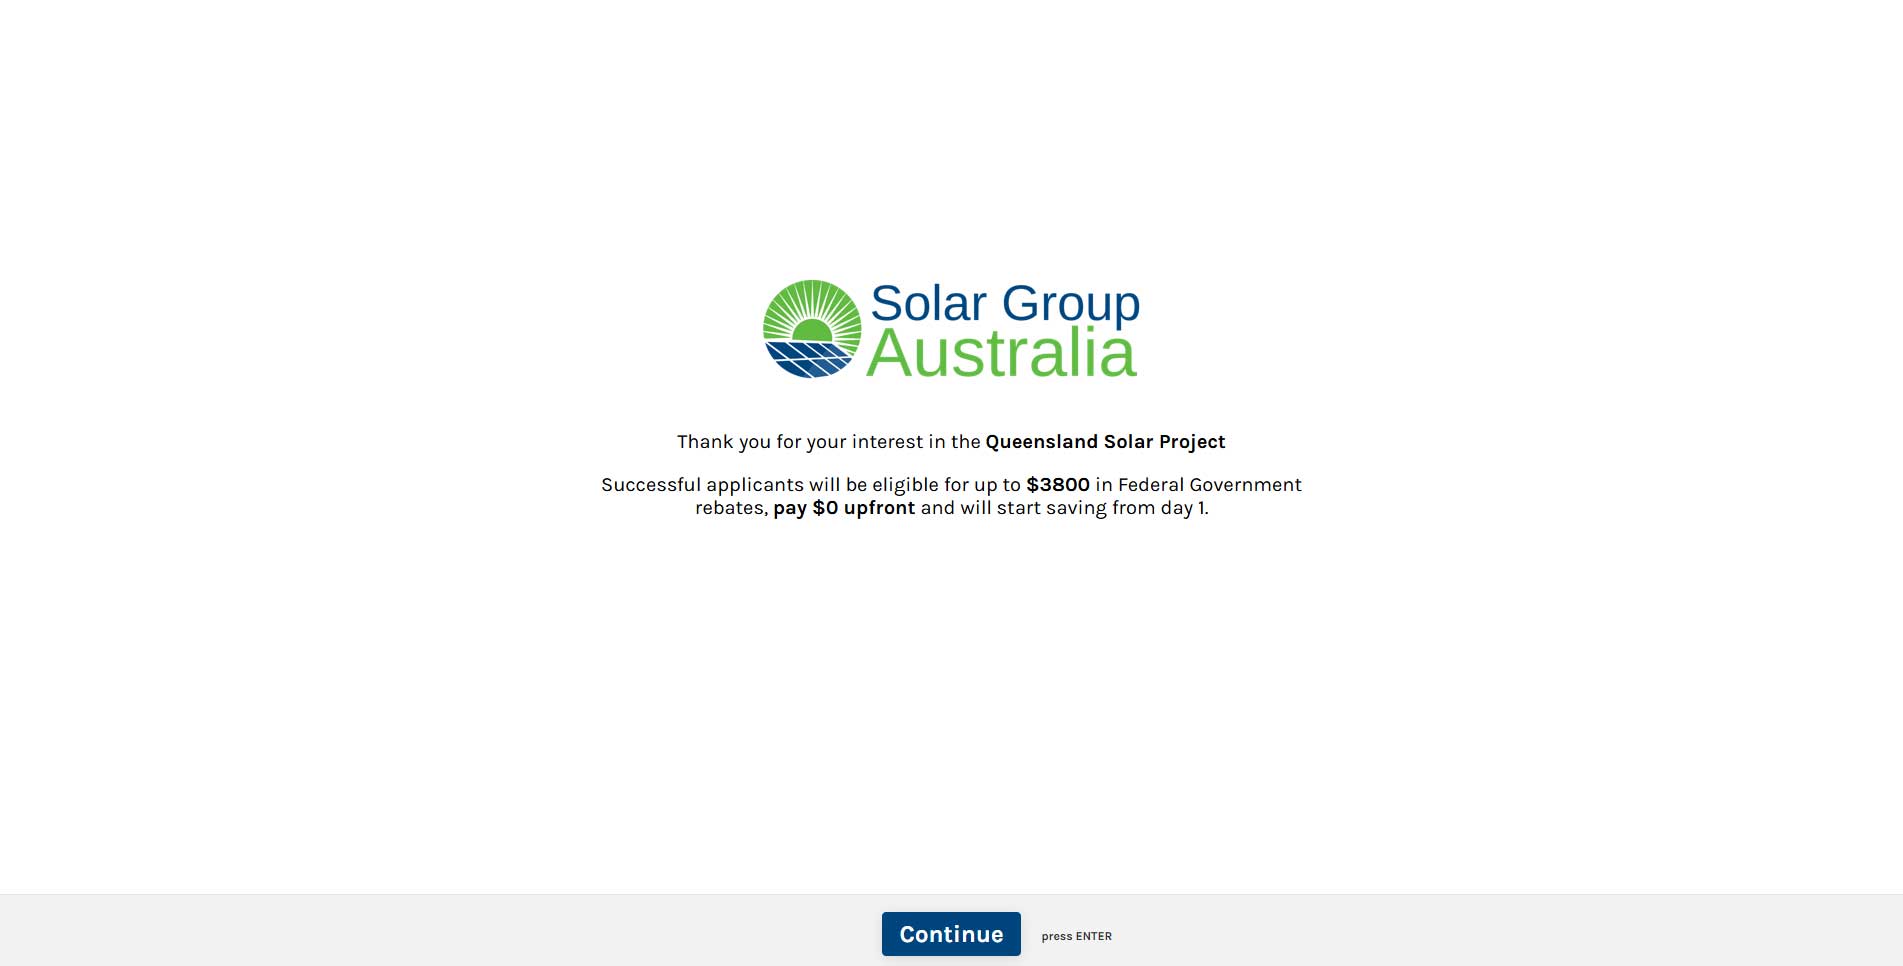 Solar Group
Australia
Thank you for your interest in the Queensland Solar Project
Successful applicants will be eligible for up to $3800 in Federal Government
rebates, pay $0 upfront and will start saving from day 1.
Continue
press ENTER